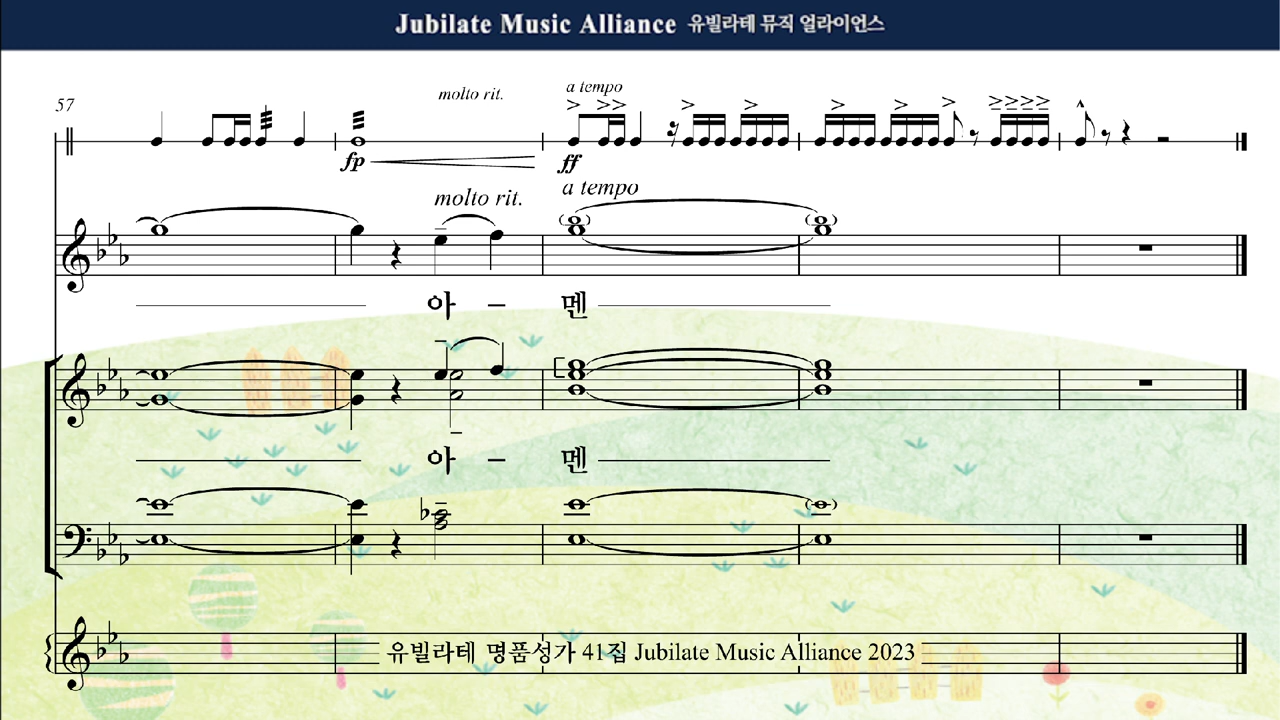 Jubilate Music Alliance 유빌라테 뮤직 얼라이언스
57
molto rit.
a tempo
fp
ff
molto rit.
a tempo
아 – 멘
아 – 멘
유빌라테 명품성가 41집 Jubilate Music Alliance 2023